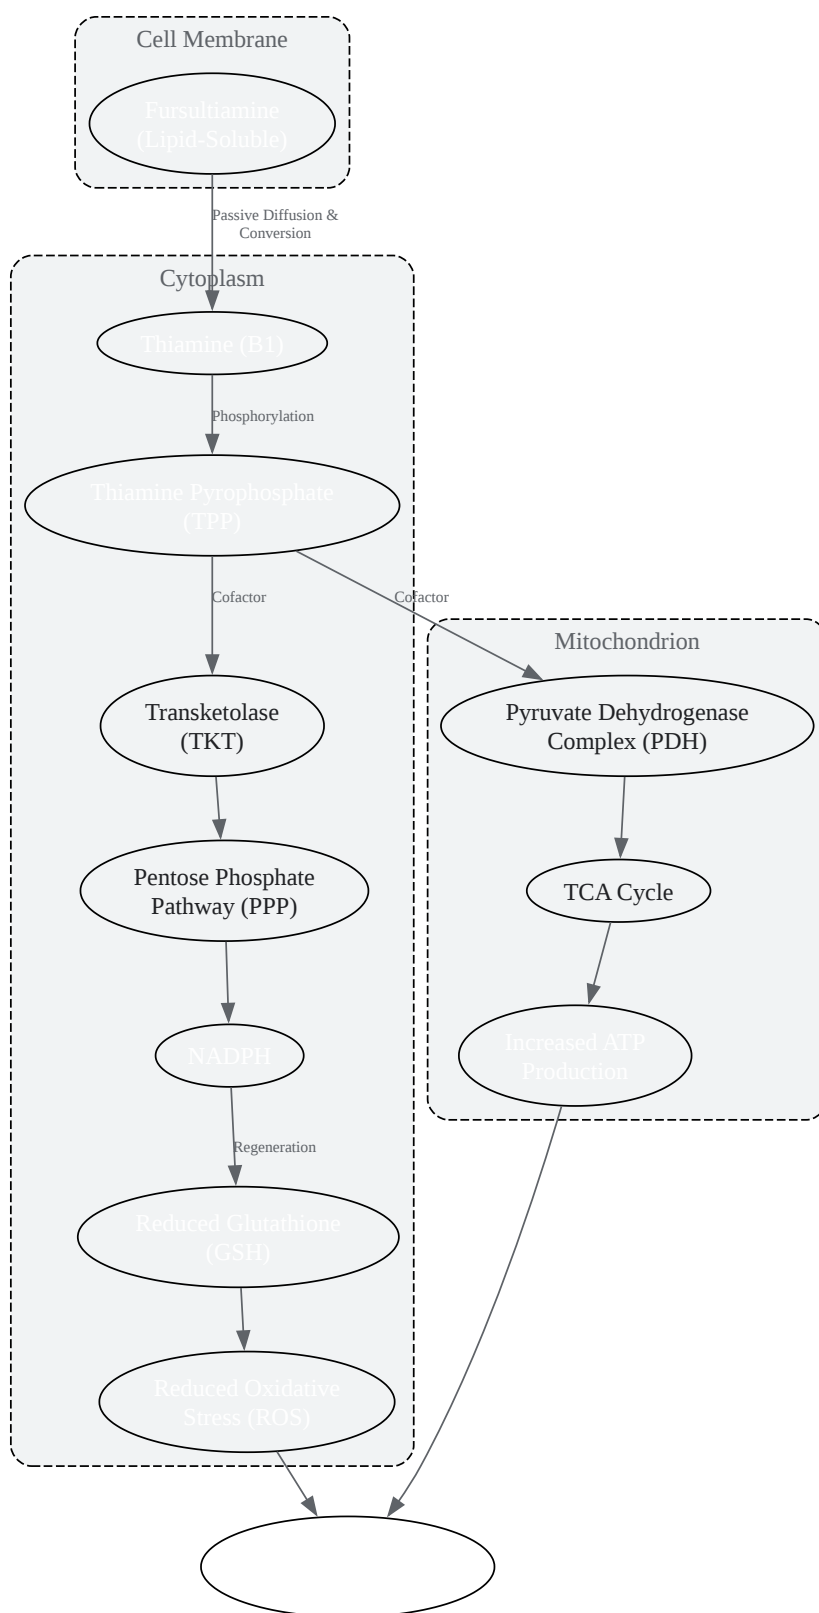 Cell Membrane
Fursultiamine
(Lipid-Soluble)
Passive Diffusion &
Conversion
Cytoplasm
Thiamine (B1)
Phosphorylation
Thiamine Pyrophosphate
(TPP)
Cofactor
Cofactor
Mitochondrion
Transketolase
(TKT)
Pyruvate Dehydrogenase
Complex (PDH)
Pentose Phosphate
Pathway (PPP)
TCA Cycle
NADPH
Increased ATP
Production
Regeneration
Reduced Glutathione
(GSH)
Reduced Oxidative
Stress (ROS)